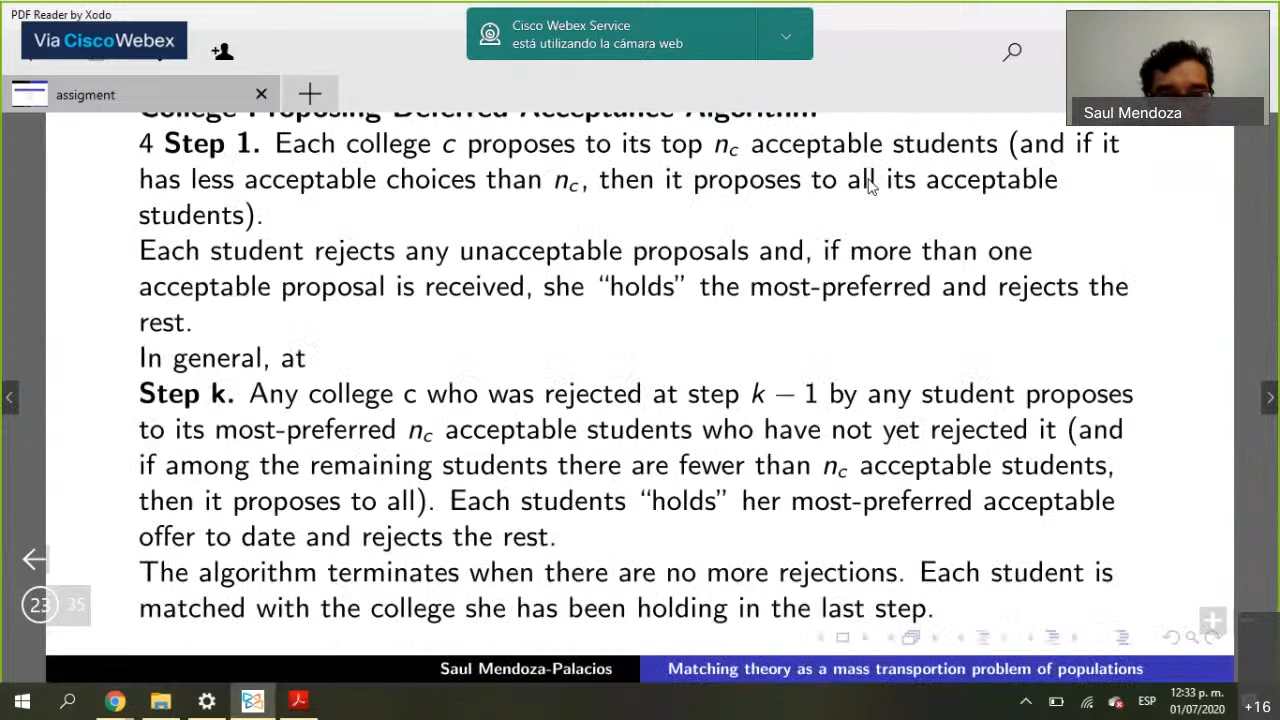 PDF Reader by Xodo
Via Cisco Webex
Cisco Webex Service
está utilizando la cámara web
Saul Mendoza
assigment
College Proposing Deferred Acceptance Algorithm
4 Step 1. Each college c proposes to its top n_c acceptable students (and if it
has less acceptable choices than n_c, then it proposes to all its acceptable
students).
Each student rejects any unacceptable proposals and, if more than one
acceptable proposal is received, she “holds” the most-preferred and rejects the
rest.
In general, at
Step k. Any college c who was rejected at step k − 1 by any student proposes
to its most-preferred n_c acceptable students who have not yet rejected it (and
if among the remaining students there are fewer than n_c acceptable students,
then it proposes to all). Each students “holds” her most-preferred acceptable
offer to date and rejects the rest.
The algorithm terminates when there are no more rejections. Each student is
matched with the college she has been holding in the last step.
23 35
Saul Mendoza-Palacios
Matching theory as a mass transportion problem of populations
ESP
12:33 p. m.
01/07/2020
+16